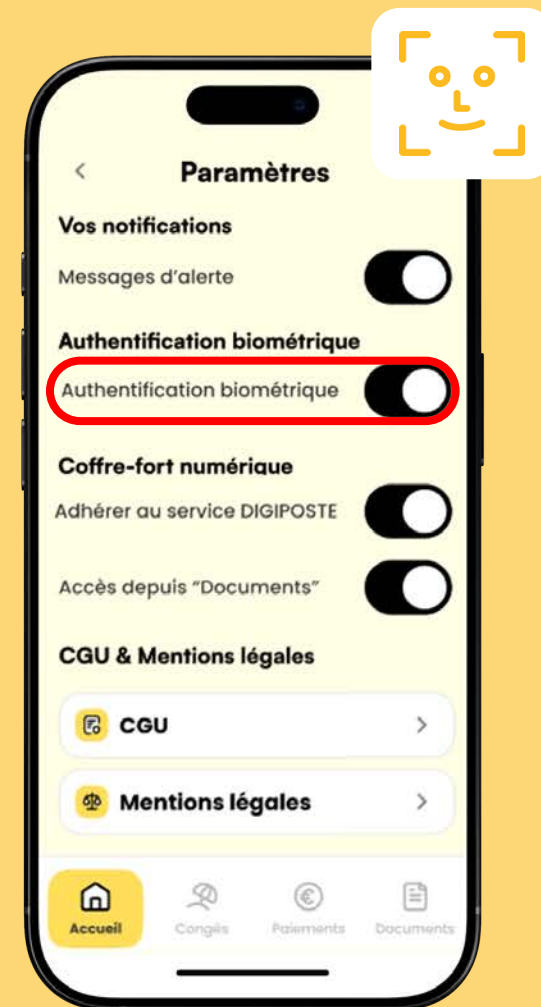 Paramètres
Vos notifications
Messages d'alerte
Authentification biométrique
Authentification biométrique
Coffre-fort numérique
Adhérer au service DIGIPOSTE
Accès depuis "Documents"
CGU & Mentions légales
CGU
Mentions légales
Accueil Congés Paiements Documents